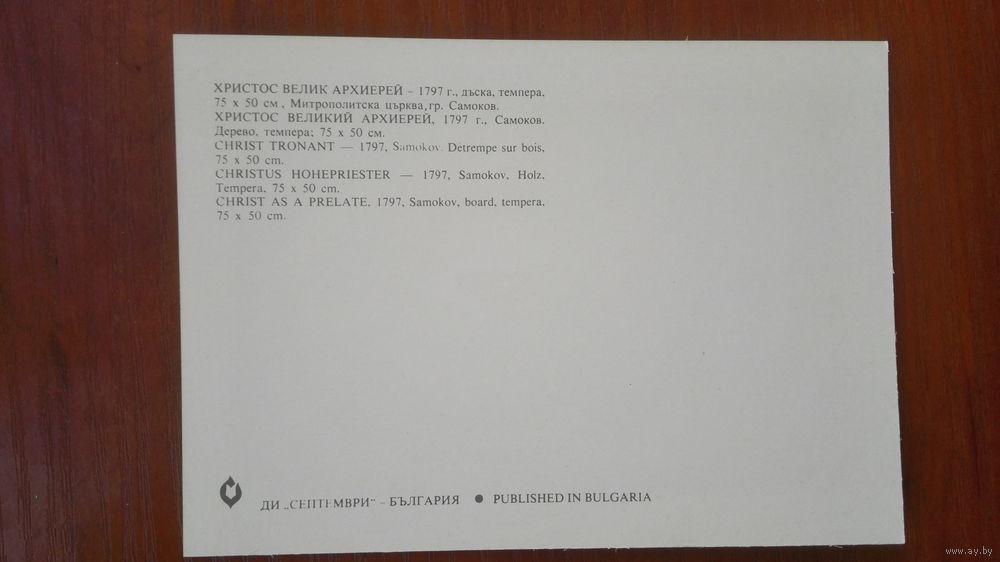 ХРИСТОС ВЕЛИК АРХИЕРЕЙ – 1797 г., дъска, темпера,
75 x 50 см, Митрополитска църква, гр. Самоков.
ХРИСТОС ВЕЛИКИЙ АРХИЕРЕЙ, 1797 г., Самоков.
Дерево, темпера; 75 x 50 см.
CHRIST TRONANT — 1797, Samokov. Detrempe sur bois,
75 x 50 cm.
CHRISTUS HOHEPRIESTER — 1797, Samokov, Holz,
Tempera, 75 x 50 cm.
CHRIST AS A PRELATE, 1797, Samokov, board, tempera,
75 x 50 cm.
ДИ „СЕПТЕМВРИ“ – БЪЛГАРИЯ ● PUBLISHED IN BULGARIA
www.ay.by